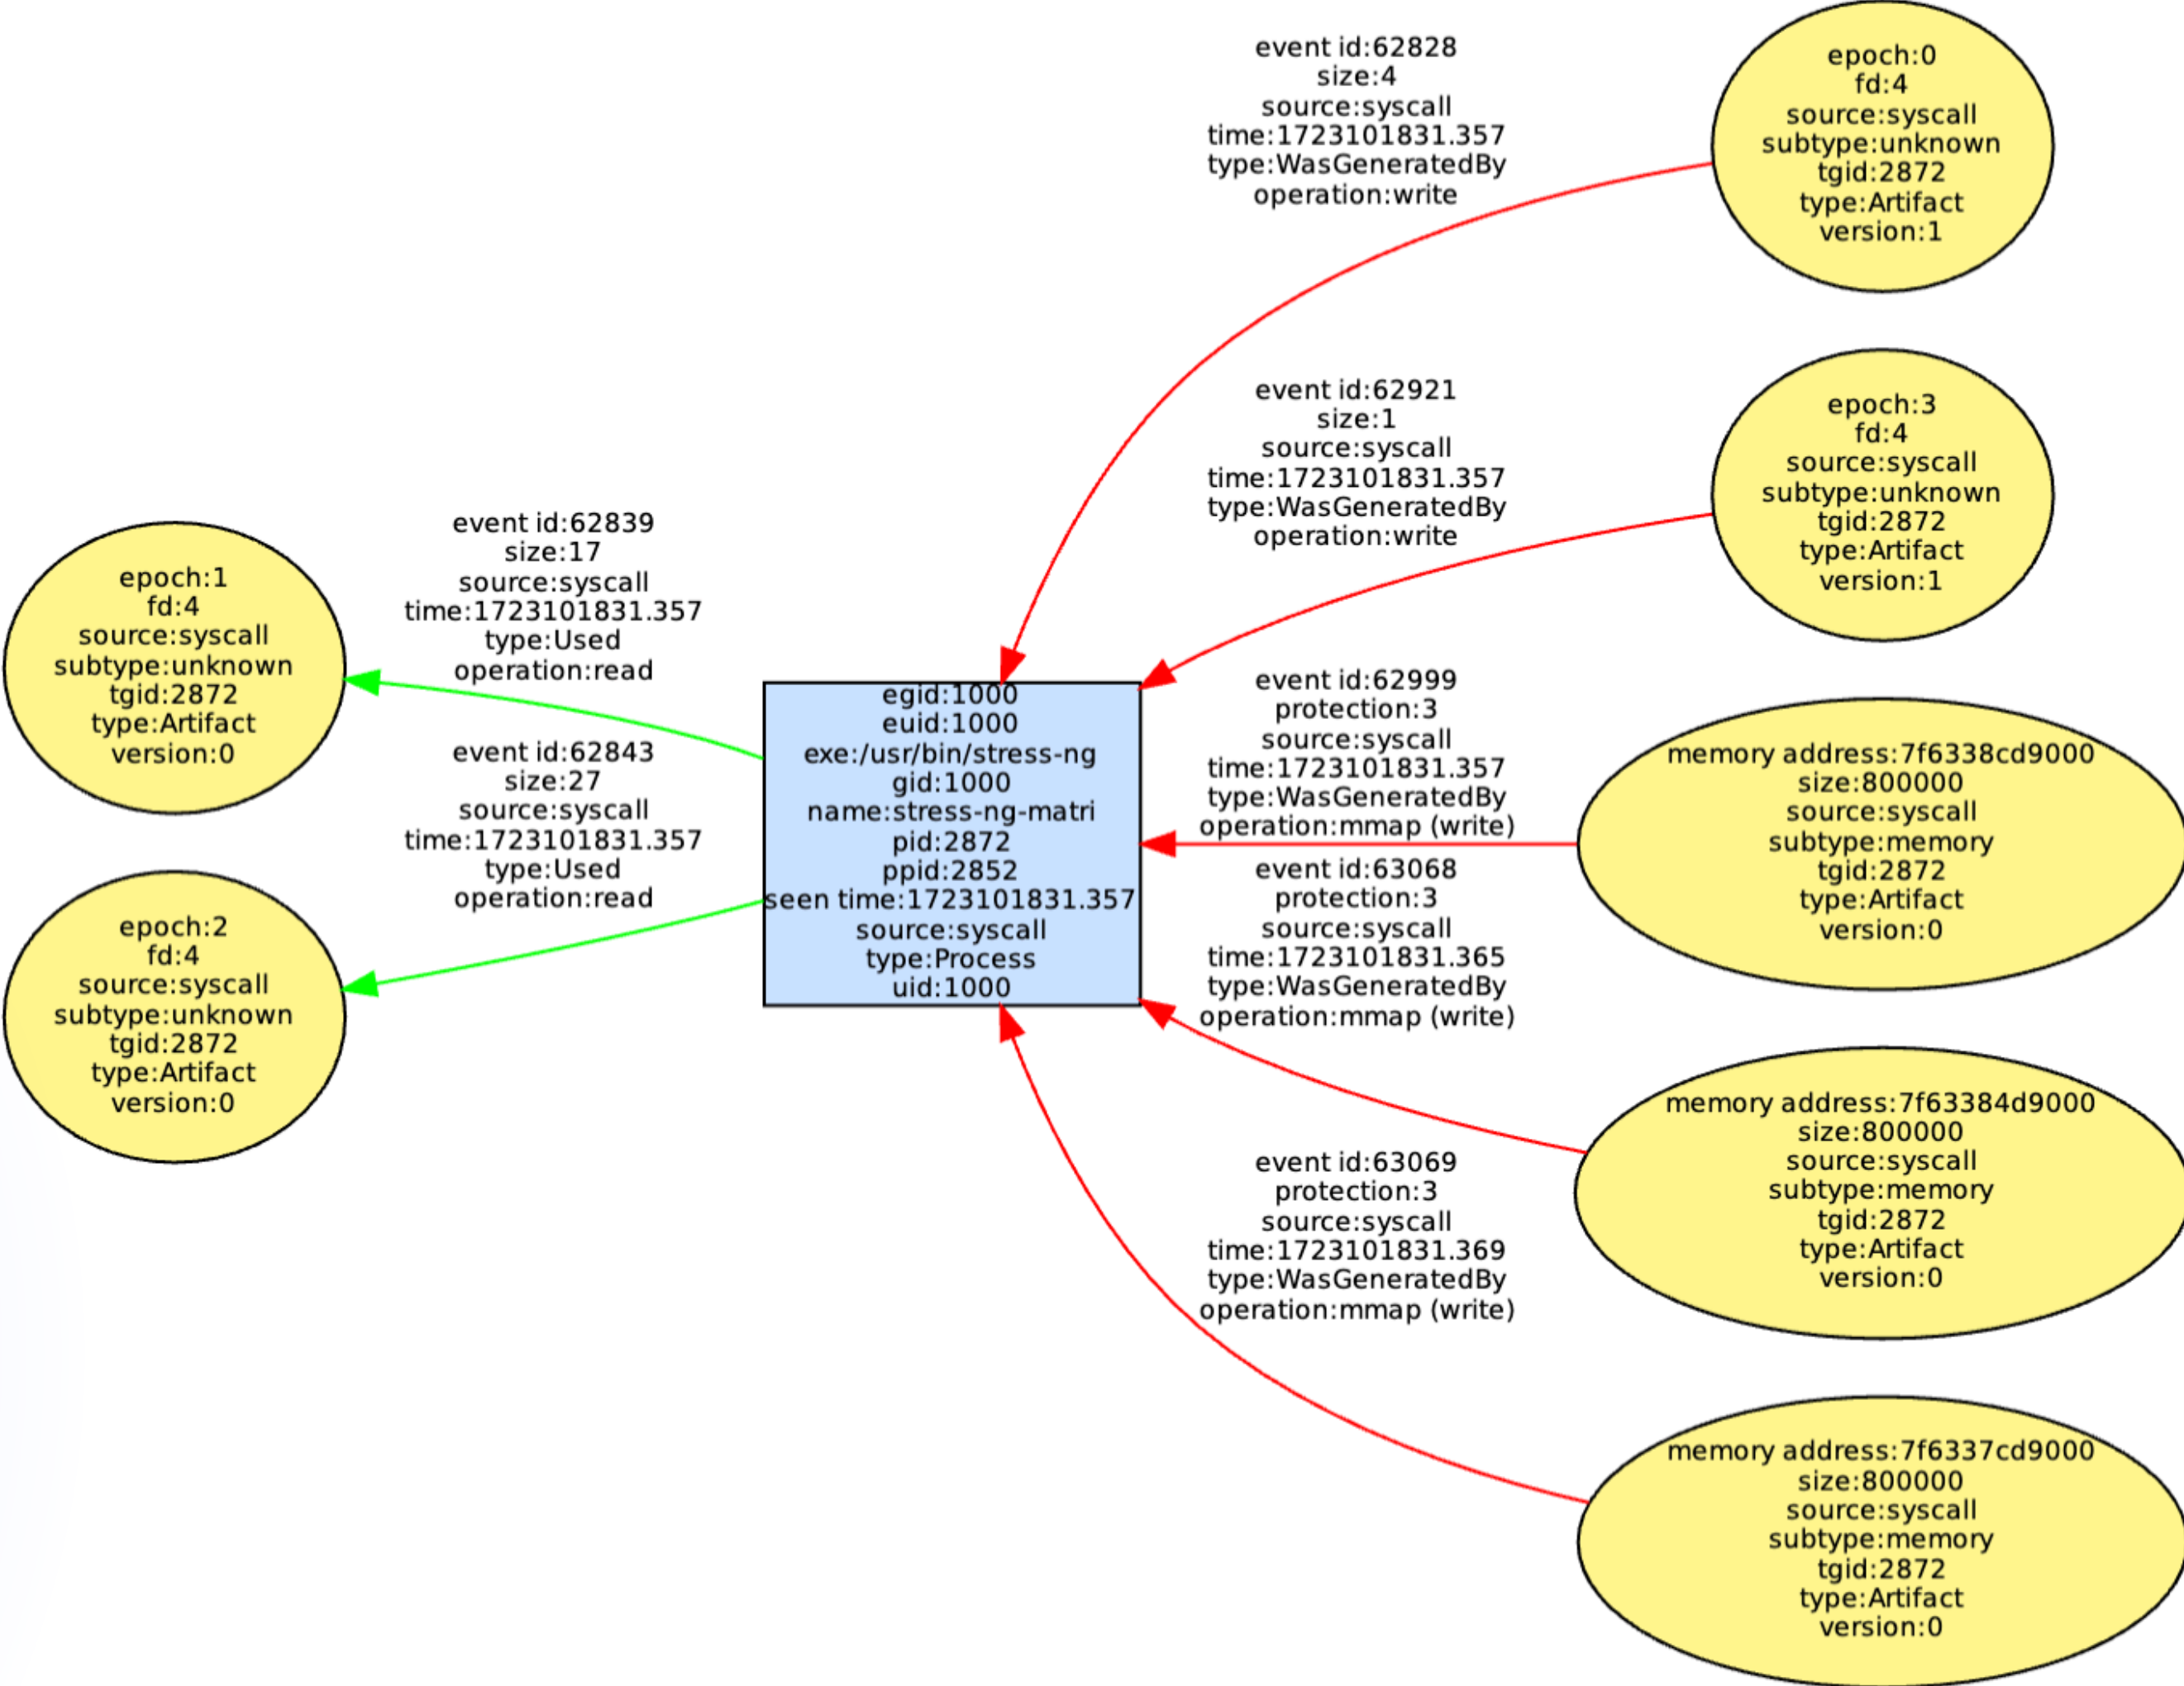 event id:62828
size:4
source:syscall
time:1723101831.357
type:WasGeneratedBy
operation:write
epoch:0
fd:4
source:syscall
subtype:unknown
tgid:2872
type:Artifact
version:1
event id:62921
size:1
source:syscall
time:1723101831.357
type:WasGeneratedBy
operation:write
epoch:3
fd:4
source:syscall
subtype:unknown
tgid:2872
type:Artifact
version:1
epoch:1
fd:4
source:syscall
subtype:unknown
tgid:2872
type:Artifact
version:0
event id:62839
size:17
source:syscall
time:1723101831.357
type:Used
operation:read
event id:62843
size:27
source:syscall
time:1723101831.357
type:Used
operation:read
epoch:2
fd:4
source:syscall
subtype:unknown
tgid:2872
type:Artifact
version:0
egid:1000
euid:1000
exe:/usr/bin/stress-ng
gid:1000
name:stress-ng-matri
pid:2872
ppid:2852
seen time:1723101831.357
source:syscall
type:Process
uid:1000
event id:62999
protection:3
source:syscall
time:1723101831.357
type:WasGeneratedBy
operation:mmap (write)
memory address:7f6338cd9000
size:800000
source:syscall
subtype:memory
tgid:2872
type:Artifact
version:0
event id:63068
protection:3
source:syscall
time:1723101831.365
type:WasGeneratedBy
operation:mmap (write)
memory address:7f63384d9000
size:800000
source:syscall
subtype:memory
tgid:2872
type:Artifact
version:0
event id:63069
protection:3
source:syscall
time:1723101831.369
type:WasGeneratedBy
operation:mmap (write)
memory address:7f6337cd9000
size:800000
source:syscall
subtype:memory
tgid:2872
type:Artifact
version:0